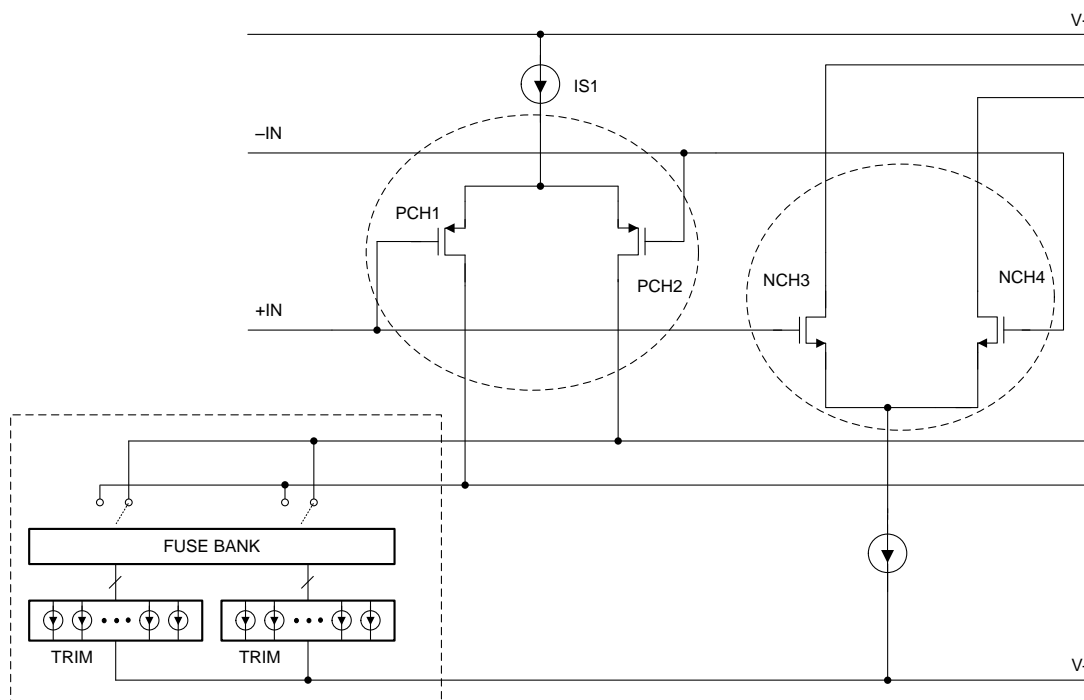 V-
IS1
–IN
PCH1
PCH2
NCH3
NCH4
+IN
FUSE BANK
TRIM
TRIM
V-